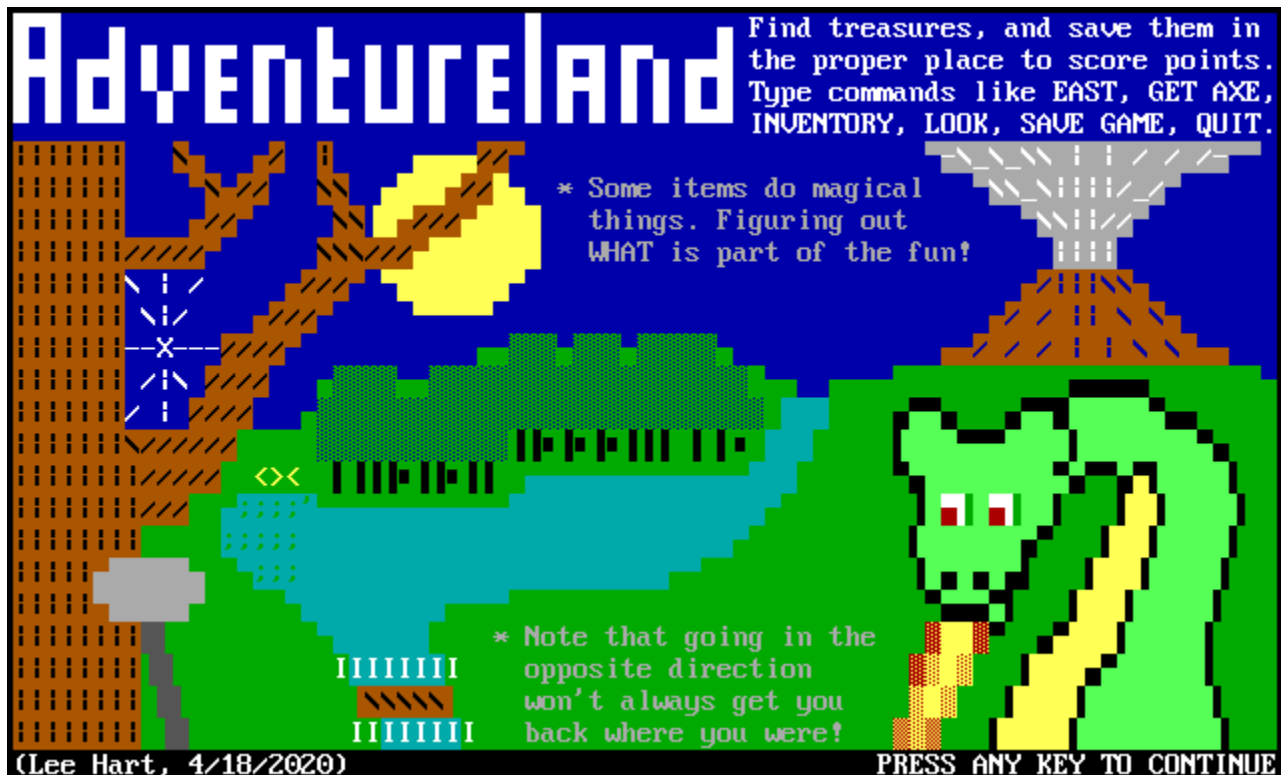 Adventureland
Find treasures, and save them in
the proper place to score points.
Type commands like EAST, GET AXE,
INVENTORY, LOOK, SAVE GAME, QUIT.
* Some items do magical
things. Figuring out
WHAT is part of the fun!
* Note that going in the
opposite direction
won't always get you
back where you were!
(Lee Hart, 4/18/2020)
PRESS ANY KEY TO CONTINUE